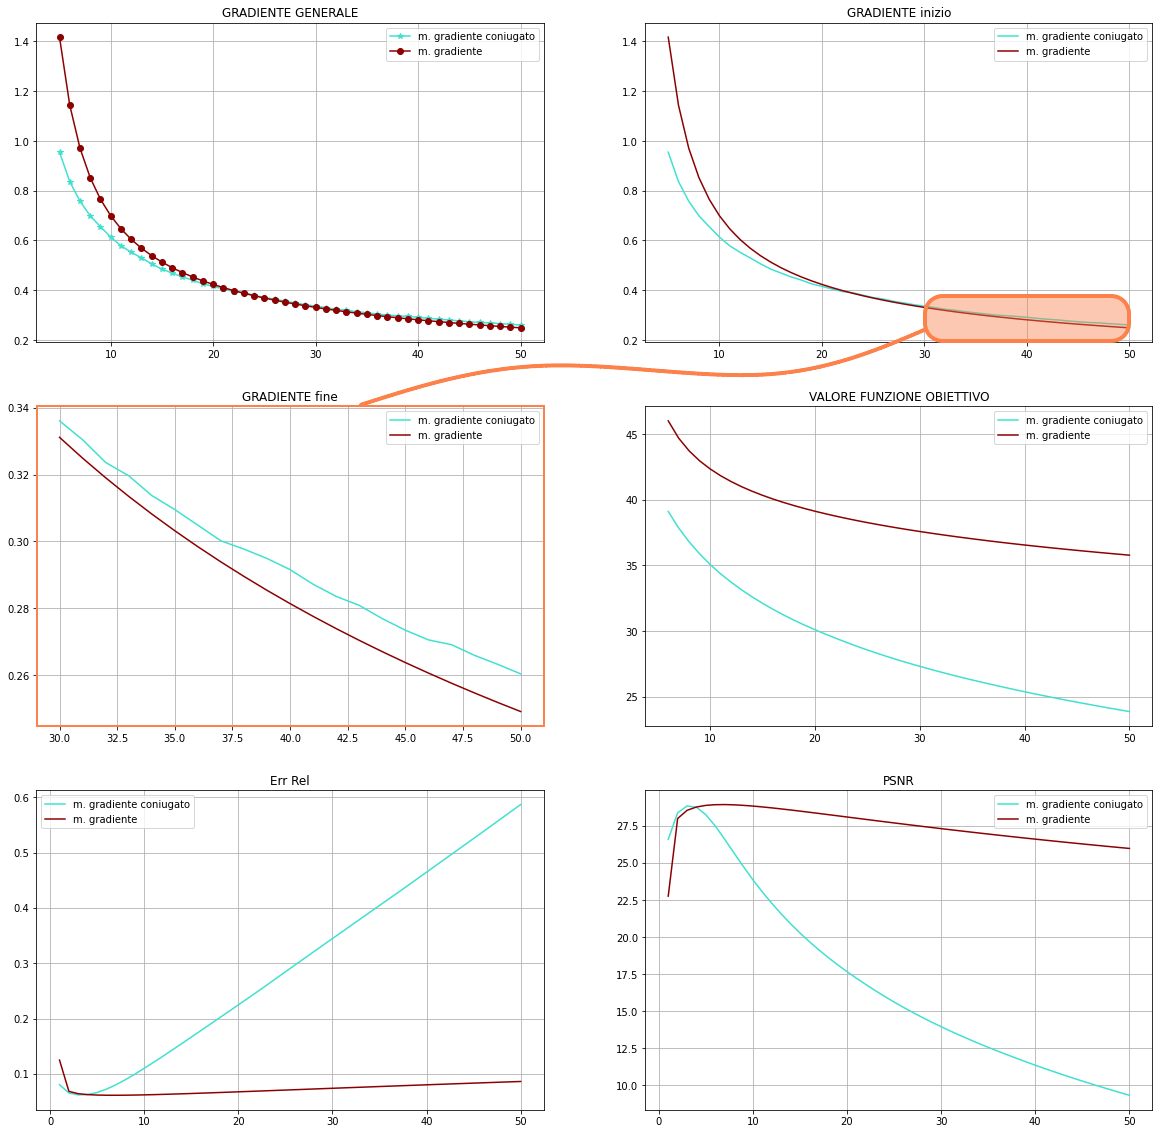 GRADIENTE GENERALE
m. gradiente coniugato
m. gradiente
1.4
1.2
1.0
0.8
0.6
0.4
0.2
10 20 30 40 50
GRADIENTE inizio
m. gradiente coniugato
m. gradiente
1.4
1.2
1.0
0.8
0.6
0.4
0.2
10 20 30 40 50
GRADIENTE fine
m. gradiente coniugato
m. gradiente
0.34
0.32
0.30
0.28
0.26
30.0 32.5 35.0 37.5 40.0 42.5 45.0 47.5 50.0
VALORE FUNZIONE OBIETTIVO
m. gradiente coniugato
m. gradiente
45
40
35
30
25
10 20 30 40 50
Err Rel
m. gradiente coniugato
m. gradiente
0.6
0.5
0.4
0.3
0.2
0.1
0 10 20 30 40 50
PSNR
m. gradiente coniugato
m. gradiente
27.5
25.0
22.5
20.0
17.5
15.0
12.5
10.0
0 10 20 30 40 50